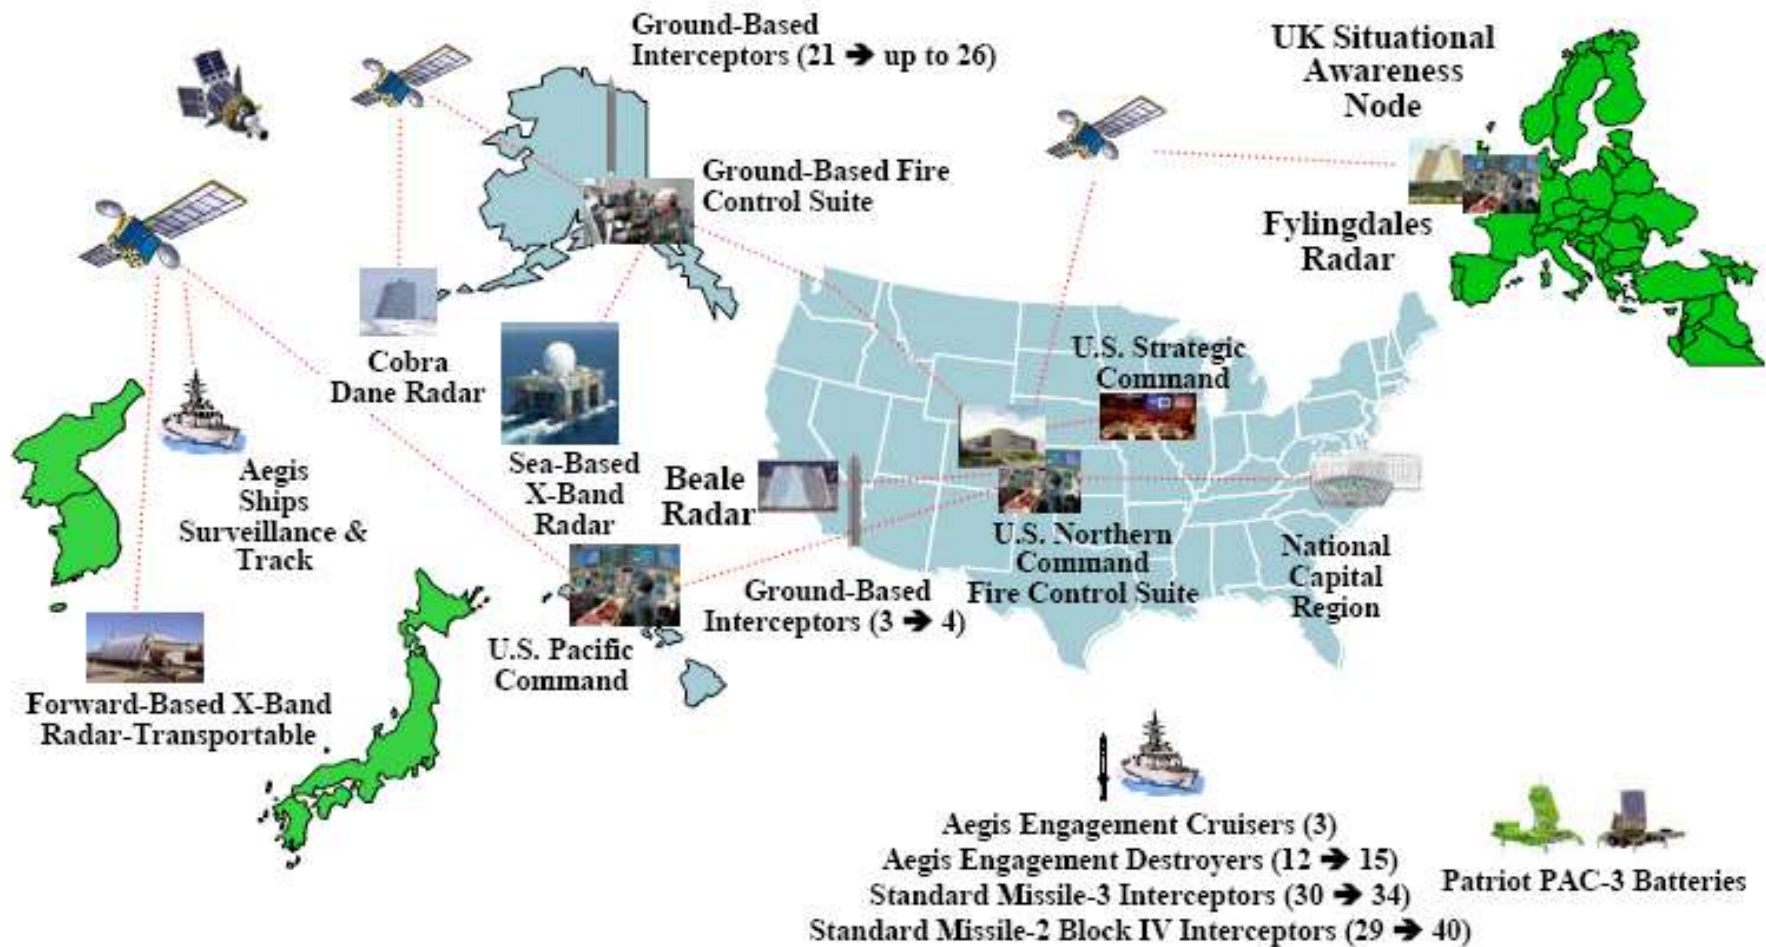 Ground-Based
Interceptors (21 ➔ up to 26)
UK Situational
Awareness
Node
Ground-Based Fire
Control Suite
Fylingdales
Radar
Cobra
Dane Radar
U.S. Strategic
Command
Aegis
Ships
Surveillance &
Track
Sea-Based
X-Band
Radar
Beale
Radar
U.S. Northern
Command
Fire Control Suite
National
Capital
Region
Ground-Based
Interceptors (3 ➔ 4)
U.S. Pacific
Command
Forward-Based X-Band
Radar-Transportable
Aegis Engagement Cruisers (3)
Aegis Engagement Destroyers (12 ➔ 15)
Standard Missile-3 Interceptors (30 ➔ 34)
Standard Missile-2 Block IV Interceptors (29 ➔ 40)
Patriot PAC-3 Batteries